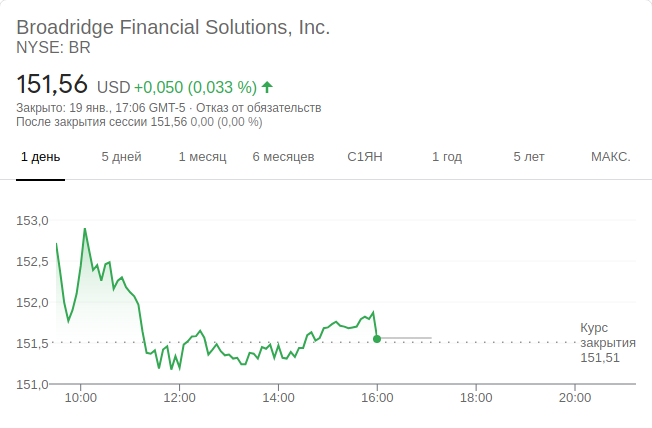 Broadridge Financial Solutions, Inc.
NYSE: BR
151,56 USD +0,050 (0,033 %)
Закрыто: 19 янв., 17:06 GMT-5 · Отказ от обязательств
После закрытия сессии 151,56 0,00 (0,00 %)
1 день 5 дней 1 месяц 6 месяцев С1ЯН 1 год 5 лет МАКС.
153,0
152,5
152,0
151,5
151,0
Курс
закрытия
151,51
10:00 12:00 14:00 16:00 18:00 20:00